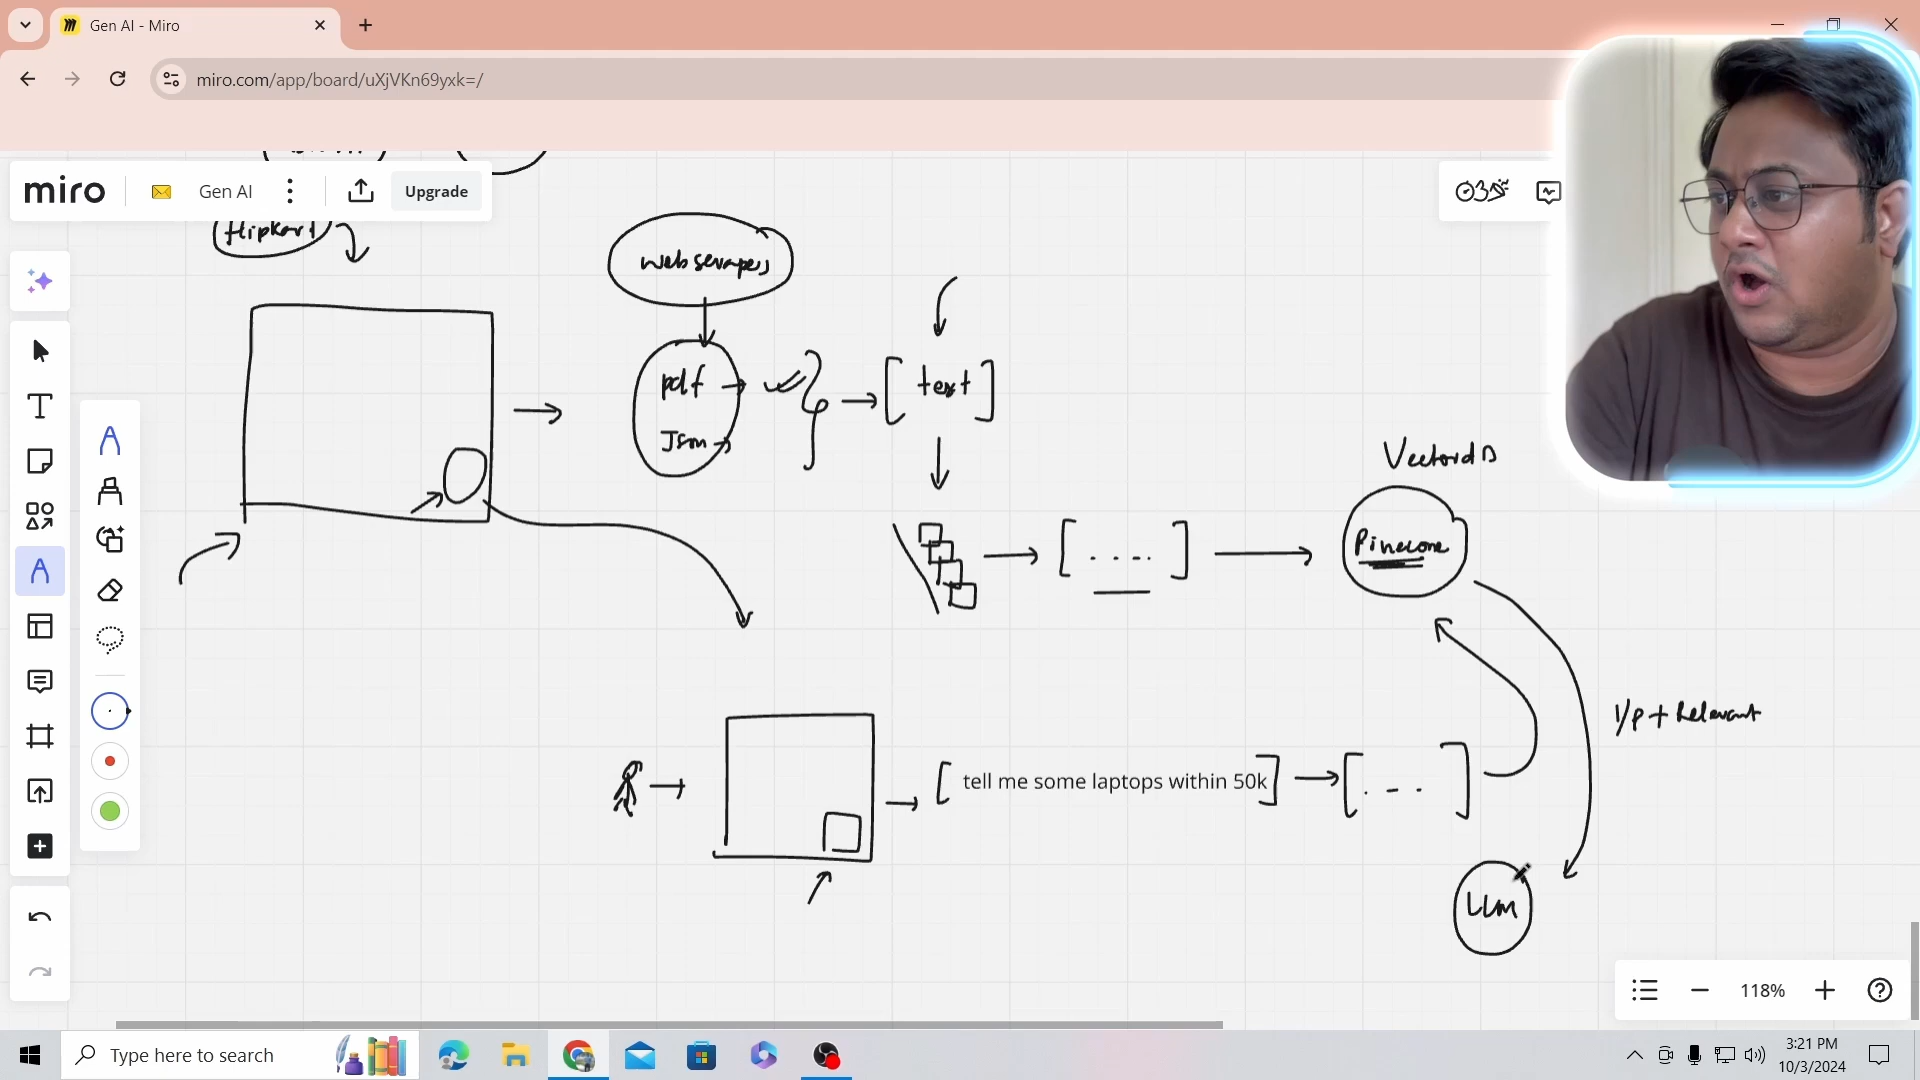 Gen AI - Miro
miro.com/app/board/uXjVKn69yxk=/
miro
Gen AI
Upgrade
flipkart
web scrapers
pdf
Json
[ text ]
VectorDB
[ .... ]
Pinecone
I/p + Relevant
[ tell me some laptops within 50k ]
[. - - .]
LLM
118%
Type here to search
3:21 PM
10/3/2024